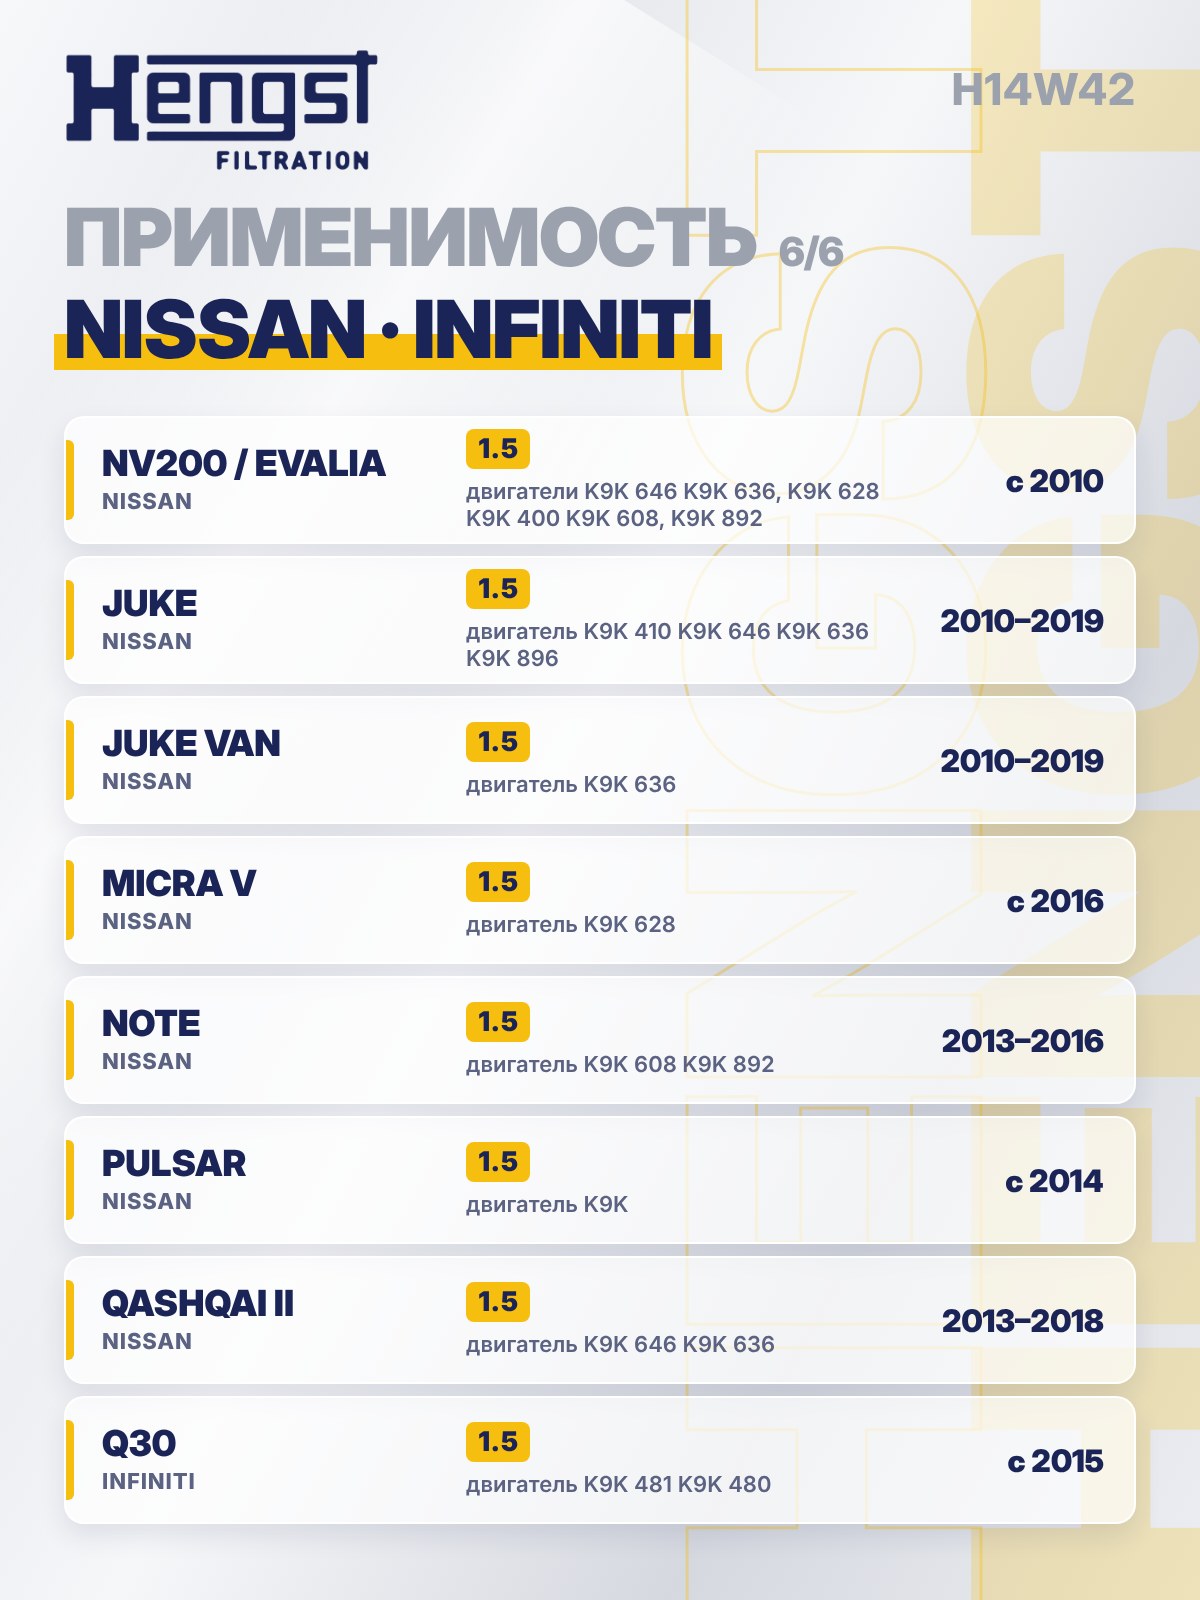 Hengst
FILTRATION
H14W42
ПРИМЕНИМОСТЬ 6/6
NISSAN · INFINITI
NV200 / EVALIA
NISSAN
1.5
двигатели K9K 646 K9K 636, K9K 628
K9K 400 K9K 608, K9K 892
с 2010
JUKE
NISSAN
1.5
двигатель K9K 410 K9K 646 K9K 636
K9K 896
2010–2019
JUKE VAN
NISSAN
1.5
двигатель K9K 636
2010–2019
MICRA V
NISSAN
1.5
двигатель K9K 628
с 2016
NOTE
NISSAN
1.5
двигатель K9K 608 K9K 892
2013–2016
PULSAR
NISSAN
1.5
двигатель K9K
с 2014
QASHQAI II
NISSAN
1.5
двигатель K9K 646 K9K 636
2013–2018
Q30
INFINITI
1.5
двигатель K9K 481 K9K 480
с 2015
HENGST
HENGST